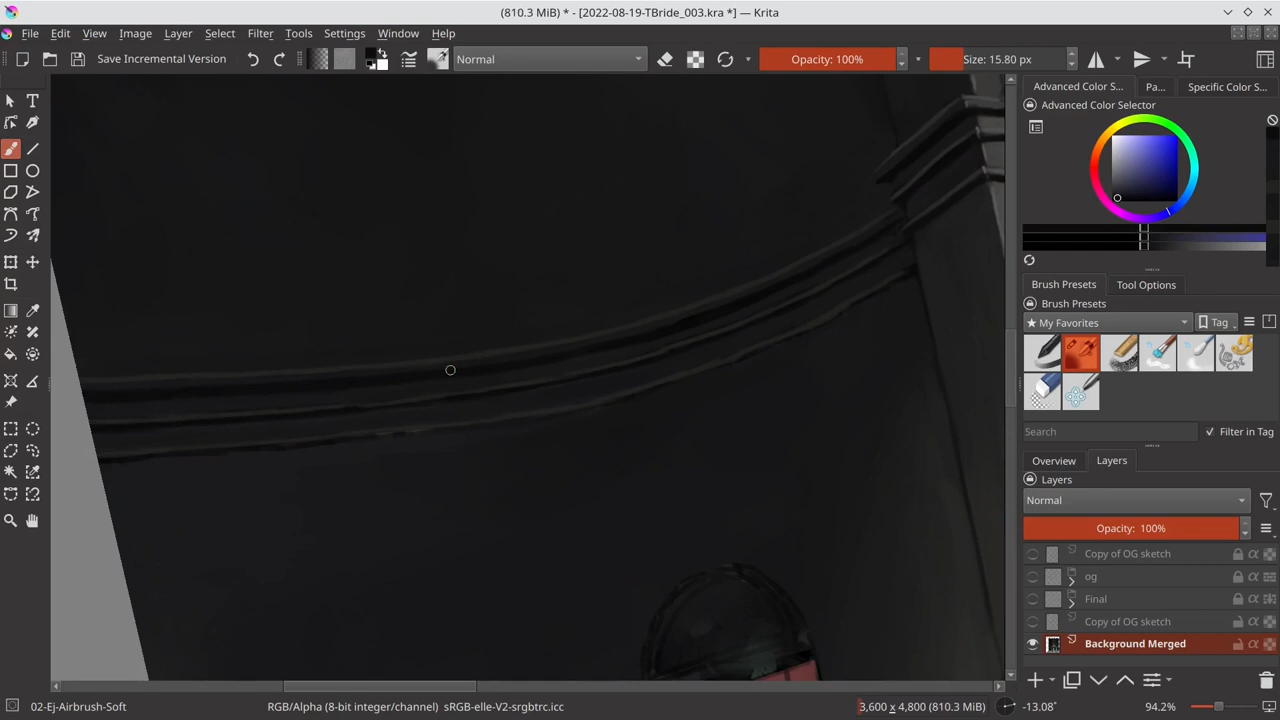 (810.3 MiB) * - [2022-08-19-TBride_003.kra *] — Krita
File Edit View Image Layer Select Filter Tools Settings Window Help
Save Incremental Version Normal Opacity: 100% Size: 15.80 px
Advanced Color S... Pa... Specific Color S...
Advanced Color Selector
Brush Presets Tool Options
Brush Presets
★ My Favorites Tag
Search Filter in Tag
Overview Layers
Layers
Normal
Opacity: 100%
Copy of OG sketch
og
Final
Copy of OG sketch
Background Merged
02-Ej-Airbrush-Soft RGB/Alpha (8-bit integer/channel) sRGB-elle-V2-srgbtrc.icc 3,600 x 4,800 (810.3 MiB) -13.08° 94.2%